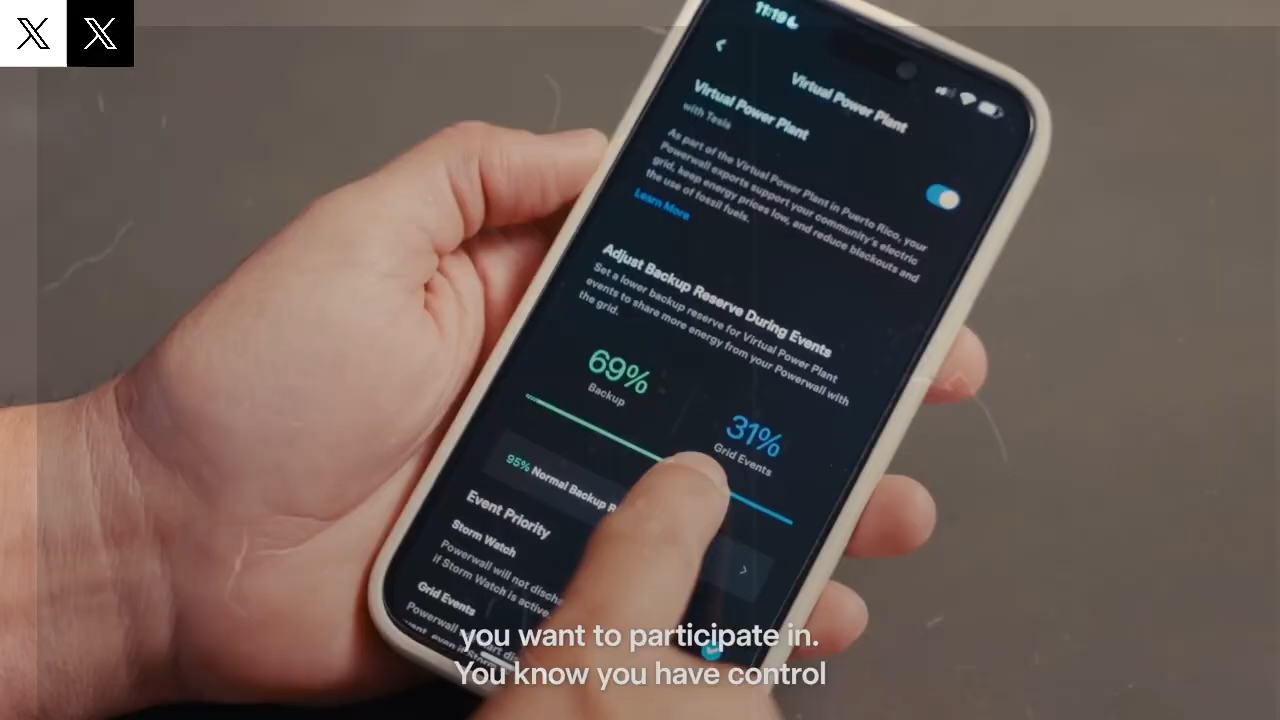 X X
11:19
Virtual Power Plant
Virtual Power Plant
with Tesla
As part of the Virtual Power Plant in Puerto Rico, your
Powerwall exports support your community's electric
grid, keep energy prices low, and reduce blackouts and
the use of fossil fuels.
Learn More
Adjust Backup Reserve During Events
Set a lower backup reserve for Virtual Power Plant
events to share more energy from your Powerwall with
the grid.
69%
Backup
31%
Grid Events
95% Normal Backup R
Event Priority
Storm Watch
Powerwall will not discha
if Storm Watch is active
Grid Events
Powerwall
you want to participate in.
You know you have control